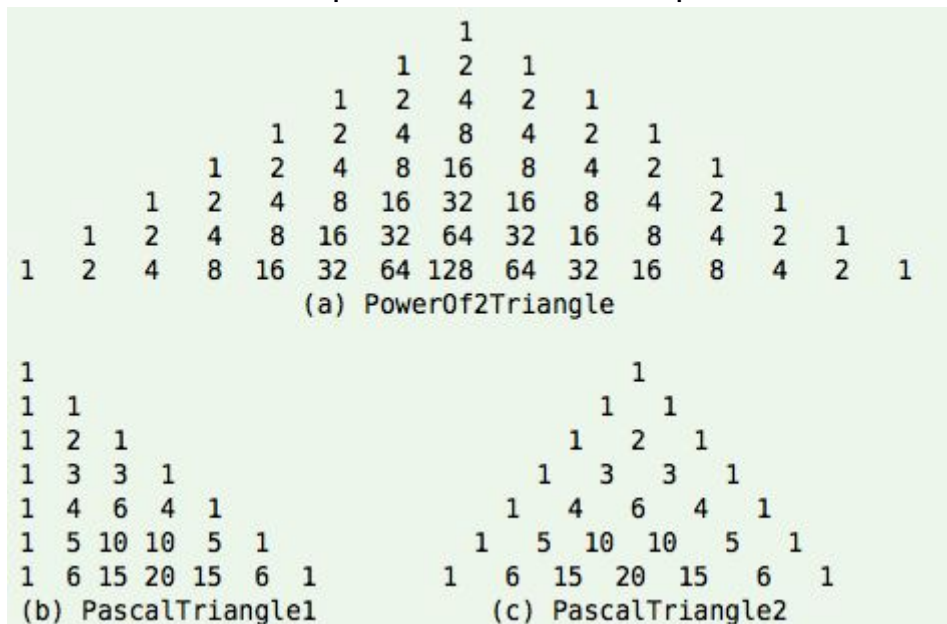 1
1 2 1
1 2 4 2 1
1 2 4 8 4 2 1
1 2 4 8 16 8 4 2 1
1 2 4 8 16 32 16 8 4 2 1
1 2 4 8 16 32 64 32 16 8 4 2 1
1 2 4 8 16 32 64 128 64 32 16 8 4 2 1
(a) PowerOf2Triangle
1
1 1
1 2 1
1 3 3 1
1 4 6 4 1
1 5 10 10 5 1
1 6 15 20 15 6 1
(b) PascalTriangle1
1
1 1
1 2 1
1 3 3 1
1 4 6 4 1
1 5 10 10 5 1
1 6 15 20 15 6 1
(c) PascalTriangle2